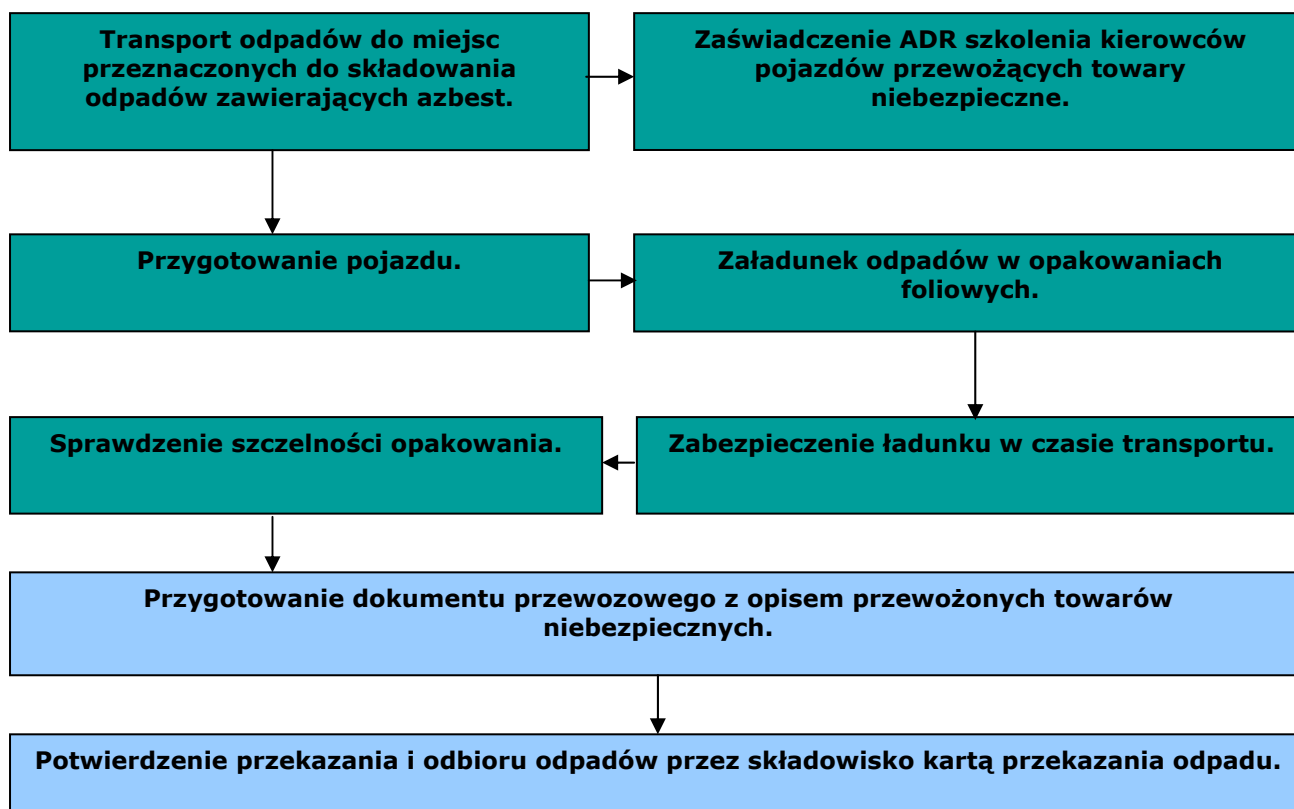 Transport odpadów do miejsc
przeznaczonych do składowania
odpadów zawierających azbest.
Zaświadczenie ADR szkolenia kierowców
pojazdów przewożących towary
niebezpieczne.
Przygotowanie pojazdu.
Załadunek odpadów w opakowaniach
foliowych.
Sprawdzenie szczelności opakowania.
Zabezpieczenie ładunku w czasie transportu.
Przygotowanie dokumentu przewozowego z opisem przewożonych towarów
niebezpiecznych.
Potwierdzenie przekazania i odbioru odpadów przez składowisko kartą przekazania odpadu.